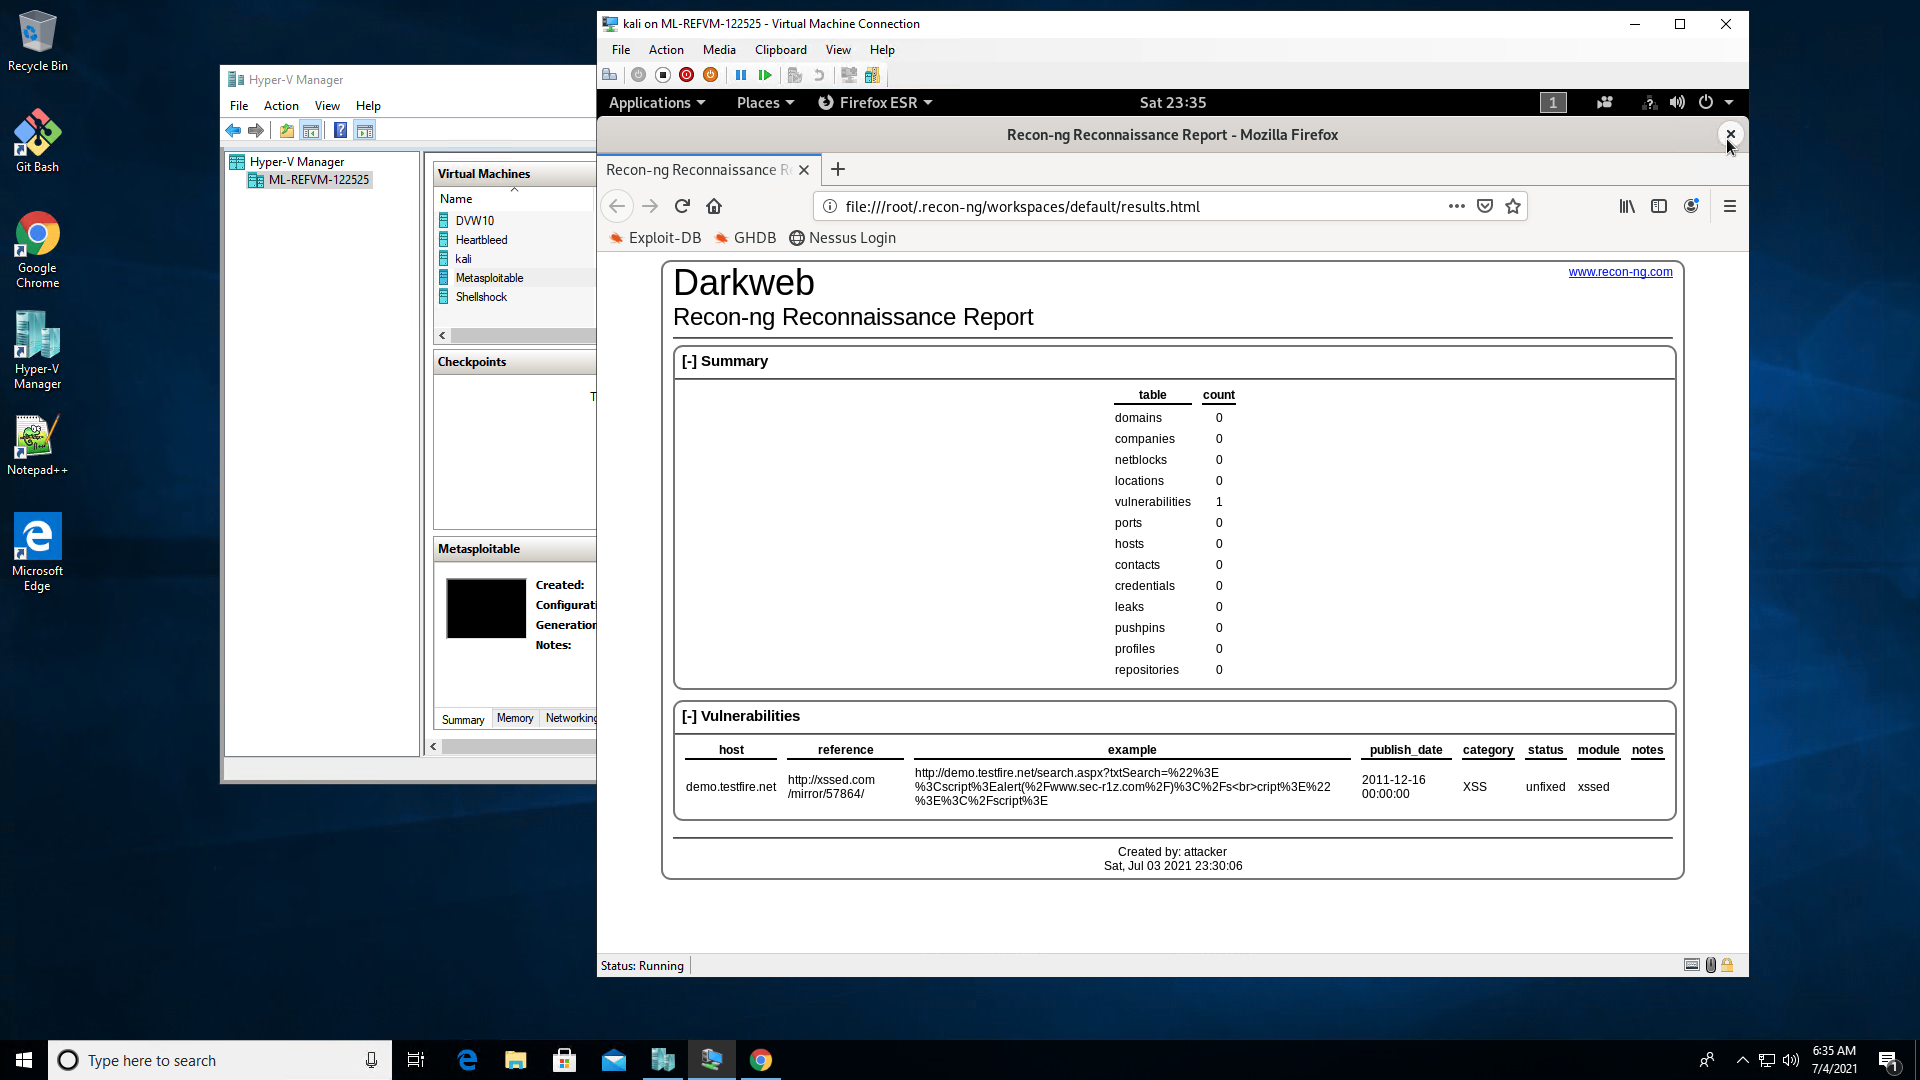 Recycle Bin
Git Bash
Google
Chrome
Hyper-V
Manager
Notepad++
Microsoft
Edge
Hyper-V Manager
File Action View Help
Hyper-V Manager
ML-REFVM-122525
Virtual Machines
Name
DVW10
Heartbleed
kali
Metasploitable
Shellshock
Checkpoints
T
Metasploitable
Created:
Configurati
Generation
Notes:
Summary Memory Networking
kali on ML-REFVM-122525 - Virtual Machine Connection
File Action Media Clipboard View Help
Applications Places Firefox ESR Sat 23:35 1
Recon-ng Reconnaissance Report - Mozilla Firefox
Recon-ng Reconnaissance R
file:///root/.recon-ng/workspaces/default/results.html
Exploit-DB GHDB Nessus Login
Darkweb
www.recon-ng.com
Recon-ng Reconnaissance Report
[-] Summary
table count
domains 0
companies 0
netblocks 0
locations 0
vulnerabilities 1
ports 0
hosts 0
contacts 0
credentials 0
leaks 0
pushpins 0
profiles 0
repositories 0
[-] Vulnerabilities
host reference example publish_date category status module notes
demo.testfire.net
http://xssed.com
/mirror/57864/
http://demo.testfire.net/search.aspx?txtSearch=%22%3E
%3Cscript%3Ealert(%2Fwww.sec-r1z.com%2F)%3C%2Fs<br>cript%3E%22
%3E%3C%2Fscript%3E
2011-12-16
00:00:00
XSS
unfixed
xssed
Created by: attacker
Sat, Jul 03 2021 23:30:06
Status: Running
Type here to search
6:35 AM
7/4/2021
1